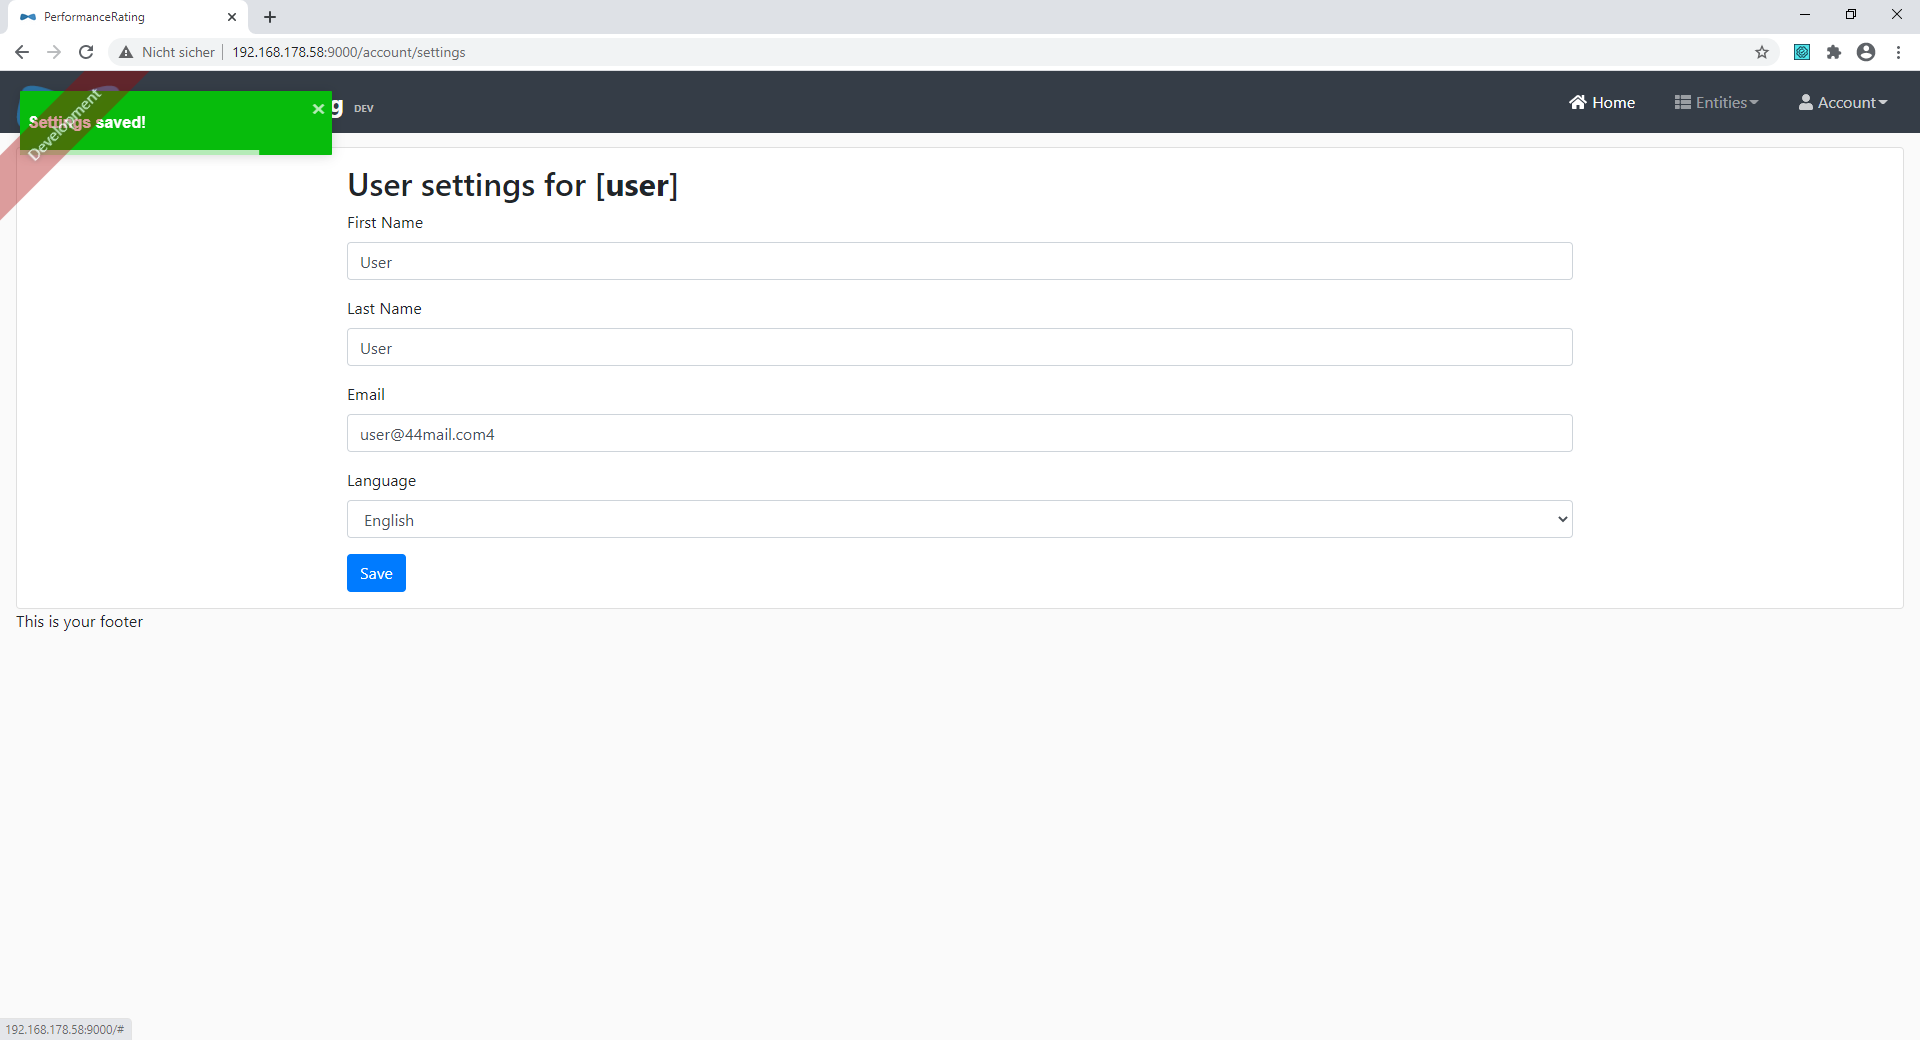 PerformanceRating
Nicht sicher 192.168.178.58:9000/account/settings
Development
Settings saved!
g DEV
Home Entities Account
User settings for [user]
First Name
User
Last Name
User
Email
user@44mail.com4
Language
English
Save
This is your footer
192.168.178.58:9000/#